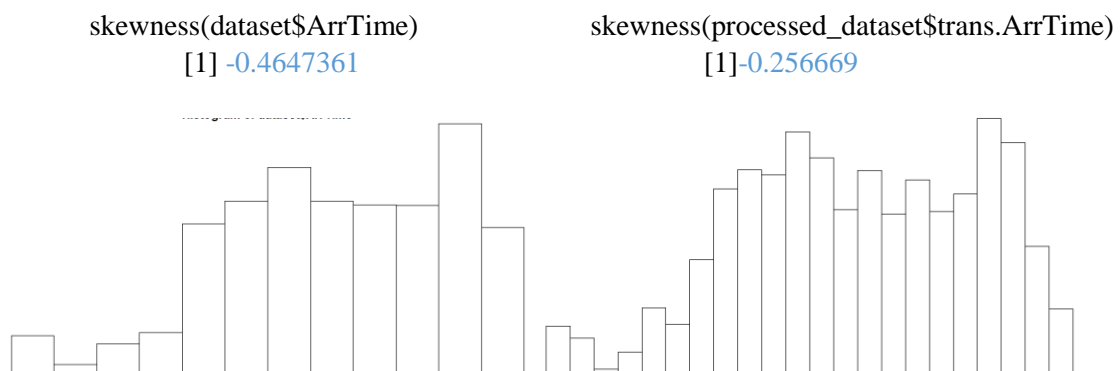 skewness(dataset$ArrTime)
[1] -0.4647361
skewness(processed_dataset$trans.ArrTime)
[1]-0.256669